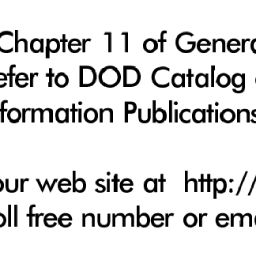 Chapter 11 of Genera
efer to DOD Catalog
formation Publications
our web site at http:/
oll free number or ema